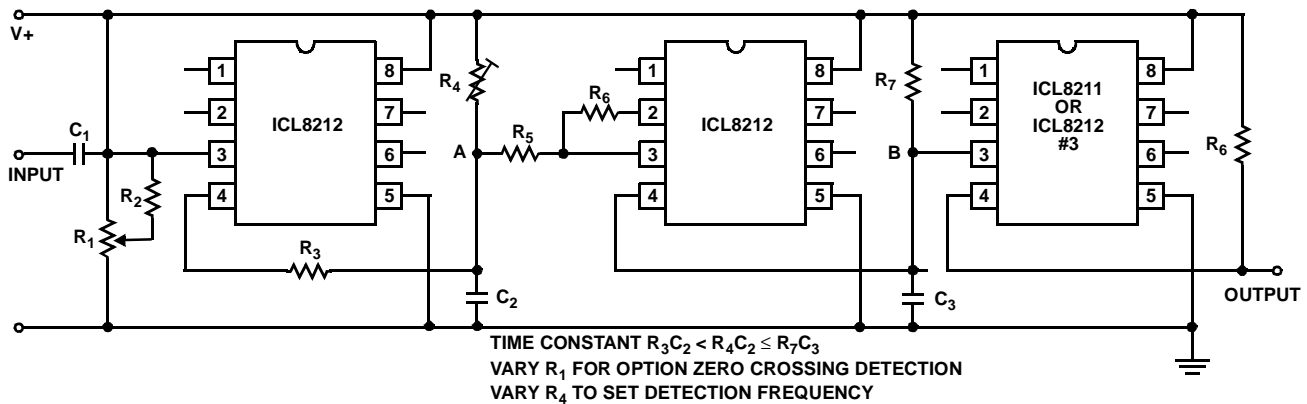 V+
INPUT
C1
R1
R2
1
2
3
4
ICL8212
8
7
6
5
R3
R4
A
R5
R6
C2
1
2
3
4
ICL8212
8
7
6
5
R7
B
C3
1
2
3
4
ICL8211
OR
ICL8212
#3
8
7
6
5
R6
OUTPUT
TIME CONSTANT R3C2 < R4C2 ≤ R7C3
VARY R1 FOR OPTION ZERO CROSSING DETECTION
VARY R4 TO SET DETECTION FREQUENCY